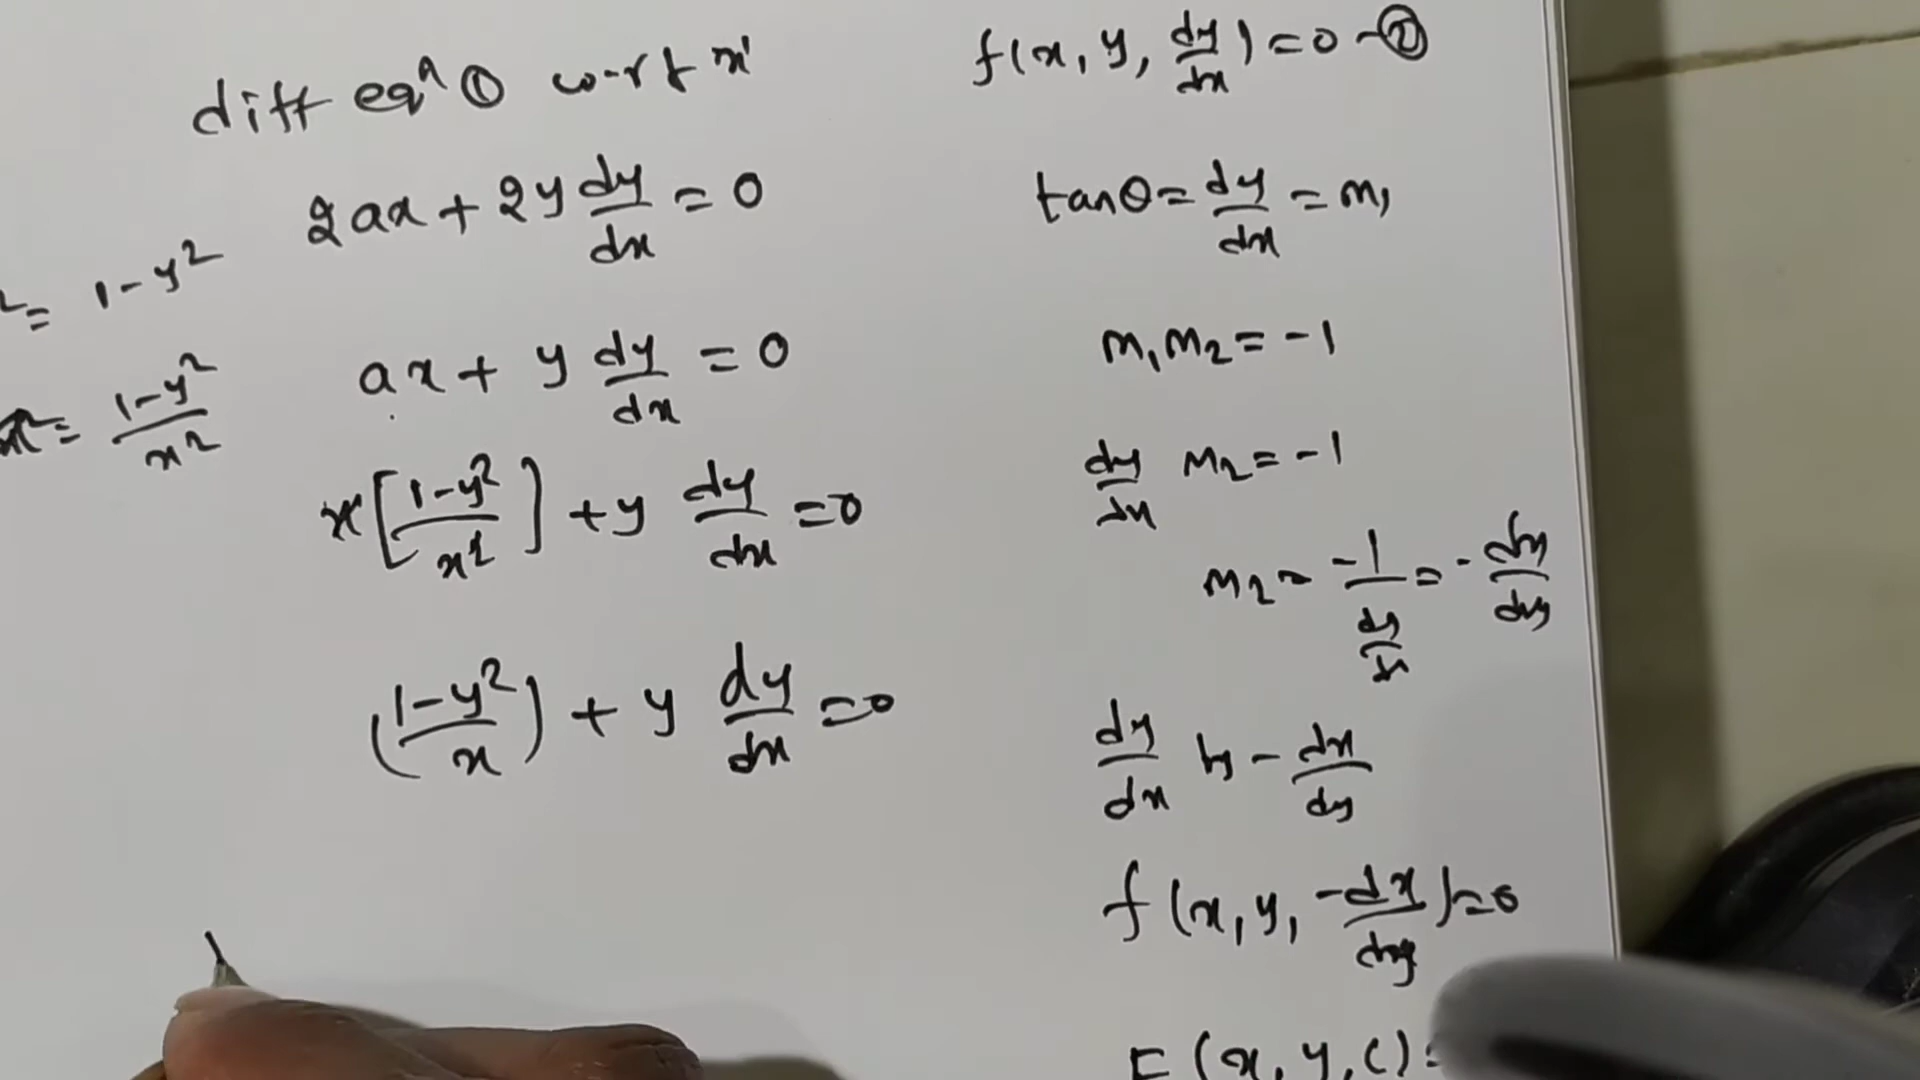 diff eqⁿ ① w.r.t 'x'
2ax + 2y dy/dx = 0
= 1-y²
ax + y dy/dx = 0
= 1-y²/x²
x[1-y²/x²] + y dy/dx = 0
(1-y²/x) + y dy/dx = 0
f(x, y, dy/dx) = 0 -②
tanθ = dy/dx = m₁
m₁m₂ = -1
dy/dx m₂ = -1
m₂ = -1/(dy/dx) = -dx/dy
dy/dx by -dx/dy
f(x, y, -dx/dy) = 0
F(x, y, c) =